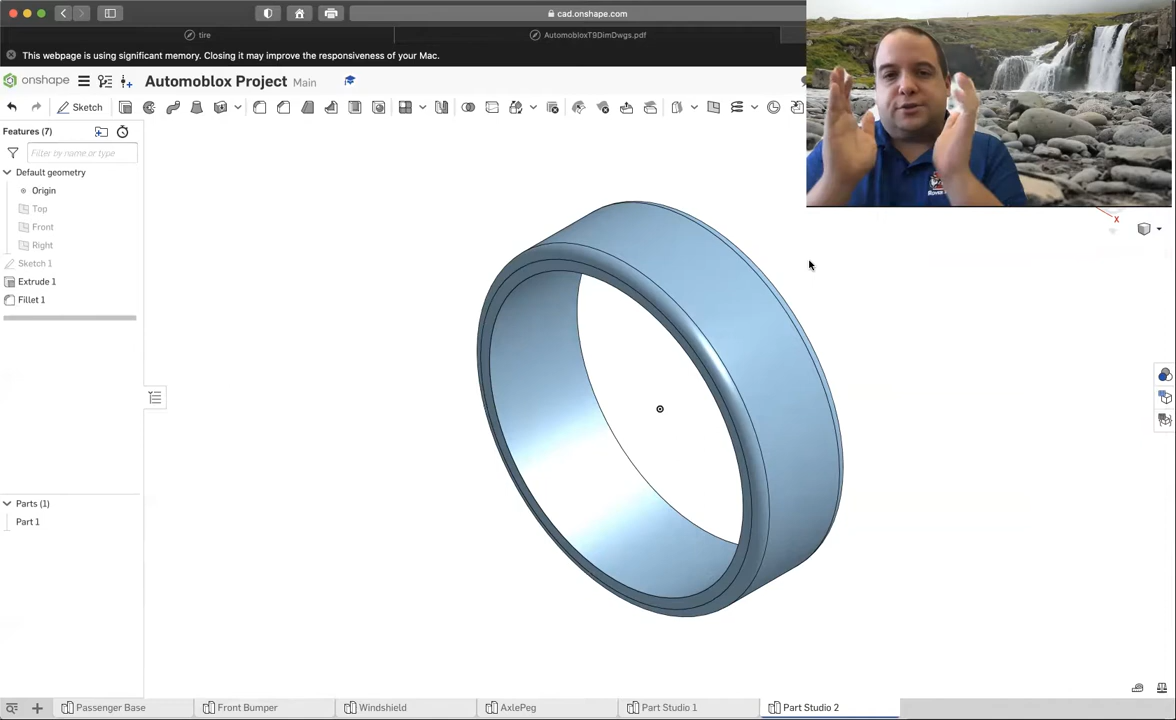 cad.onshape.com
tire
AutomobloxT9DimDwgs.pdf
This webpage is using significant memory. Closing it may improve the responsiveness of your Mac.
onshape
Automoblox Project Main
Sketch
Features (7)
Filter by name or type
Default geometry
Origin
Top
Front
Right
Sketch 1
Extrude 1
Fillet 1
Parts (1)
Part 1
X
Passenger Base
Front Bumper
Windshield
AxlePeg
Part Studio 1
Part Studio 2